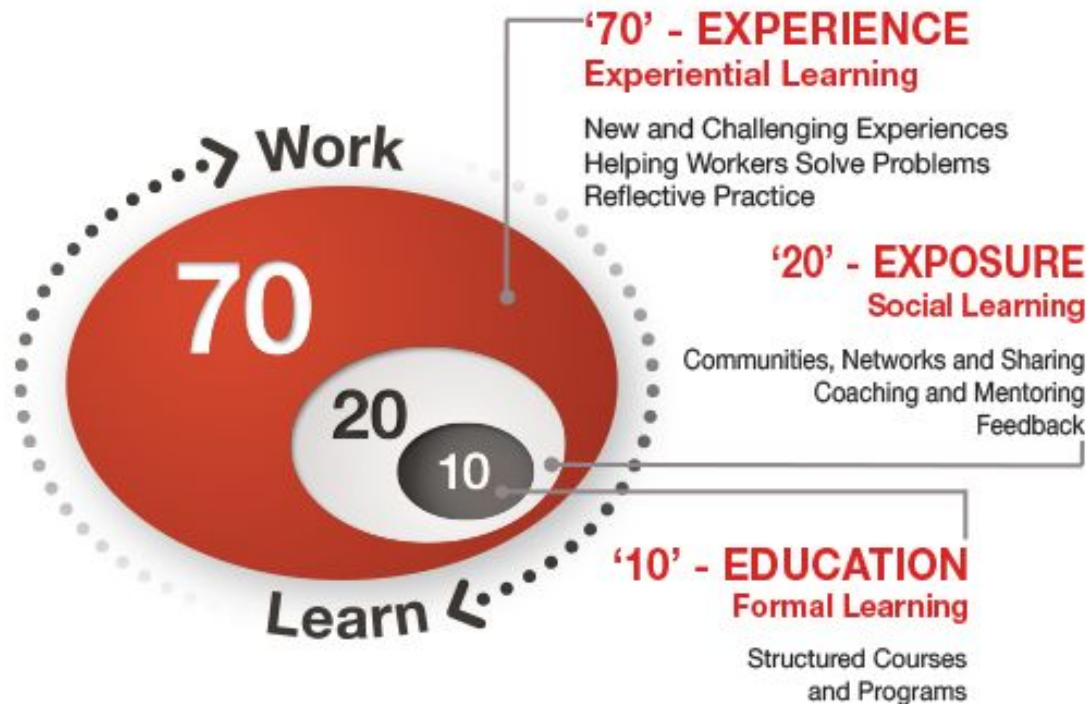 ‘70’ - EXPERIENCE
Experiential Learning
New and Challenging Experiences
Helping Workers Solve Problems
Reflective Practice
Work
70
20
10
Learn
‘20’ - EXPOSURE
Social Learning
Communities, Networks and Sharing
Coaching and Mentoring
Feedback
‘10’ - EDUCATION
Formal Learning
Structured Courses
and Programs